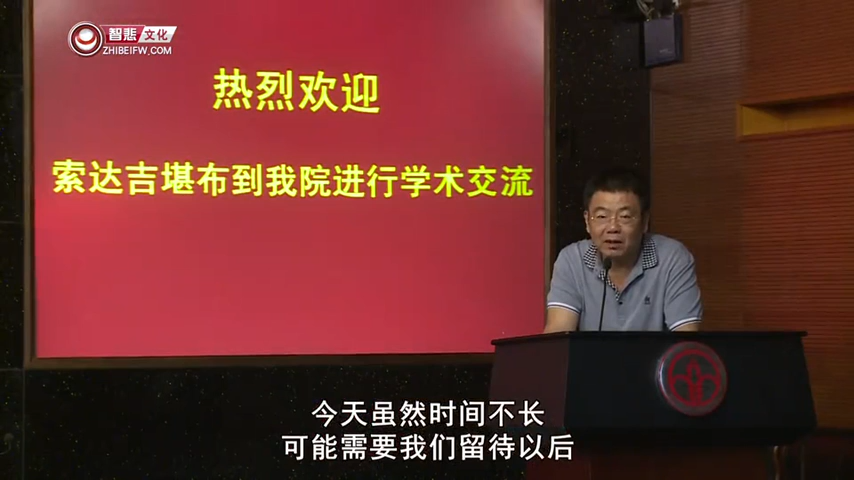 智悲文化
ZHIBEIFW.COM
热烈欢迎
索达吉堪布到我院进行学术交流
今天虽然时间不长
可能需要我们留待以后